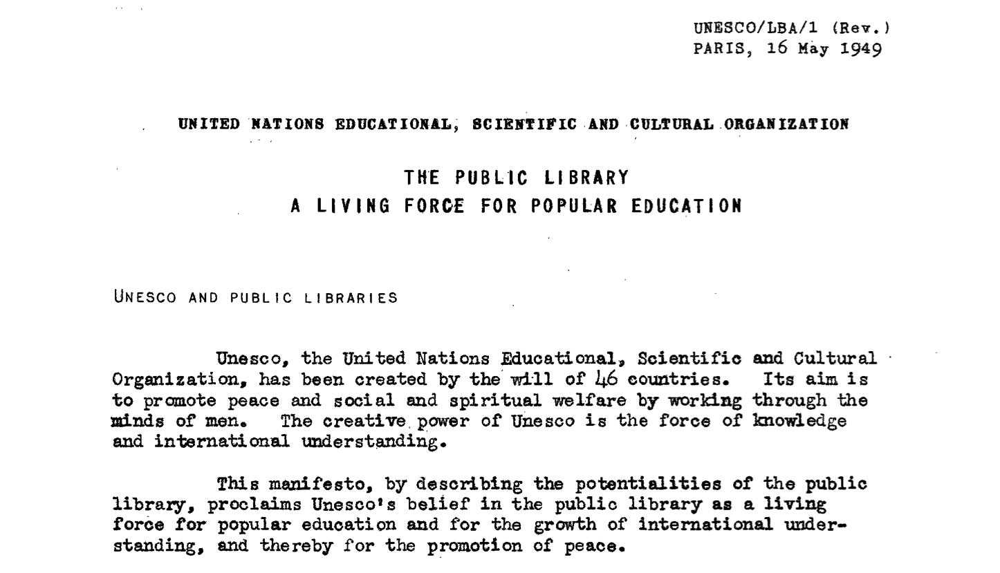 UNESCO/LBA/1 (Rev.)
PARIS, 16 May 1949
UNITED NATIONS EDUCATIONAL, SCIENTIFIC AND CULTURAL ORGANIZATION
THE PUBLIC LIBRARY
A LIVING FORCE FOR POPULAR EDUCATION
UNESCO AND PUBLIC LIBRARIES
Unesco, the United Nations Educational, Scientific and Cultural
Organization, has been created by the will of 46 countries. Its aim is
to promote peace and social and spiritual welfare by working through the
minds of men. The creative power of Unesco is the force of knowledge
and international understanding.
This manifesto, by describing the potentialities of the public
library, proclaims Unesco's belief in the public library as a living
force for popular education and for the growth of international under-
standing, and thereby for the promotion of peace.